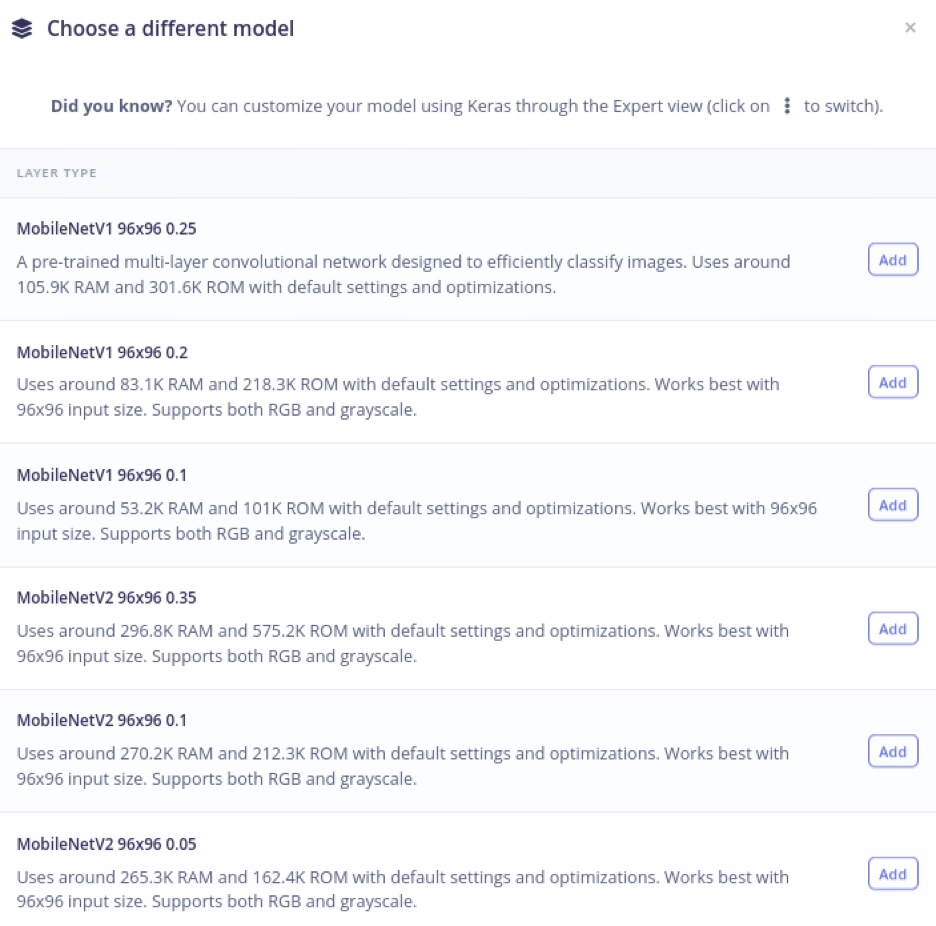 Choose a different model
×
Did you know? You can customize your model using Keras through the Expert view (click on ⋮ to switch).
LAYER TYPE
MobileNetV1 96x96 0.25
A pre-trained multi-layer convolutional network designed to efficiently classify images. Uses around
105.9K RAM and 301.6K ROM with default settings and optimizations.
Add
MobileNetV1 96x96 0.2
Uses around 83.1K RAM and 218.3K ROM with default settings and optimizations. Works best with
96x96 input size. Supports both RGB and grayscale.
Add
MobileNetV1 96x96 0.1
Uses around 53.2K RAM and 101K ROM with default settings and optimizations. Works best with 96x96
input size. Supports both RGB and grayscale.
Add
MobileNetV2 96x96 0.35
Uses around 296.8K RAM and 575.2K ROM with default settings and optimizations. Works best with
96x96 input size. Supports both RGB and grayscale.
Add
MobileNetV2 96x96 0.1
Uses around 270.2K RAM and 212.3K ROM with default settings and optimizations. Works best with
96x96 input size. Supports both RGB and grayscale.
Add
MobileNetV2 96x96 0.05
Uses around 265.3K RAM and 162.4K ROM with default settings and optimizations. Works best with
96x96 input size. Supports both RGB and grayscale.
Add